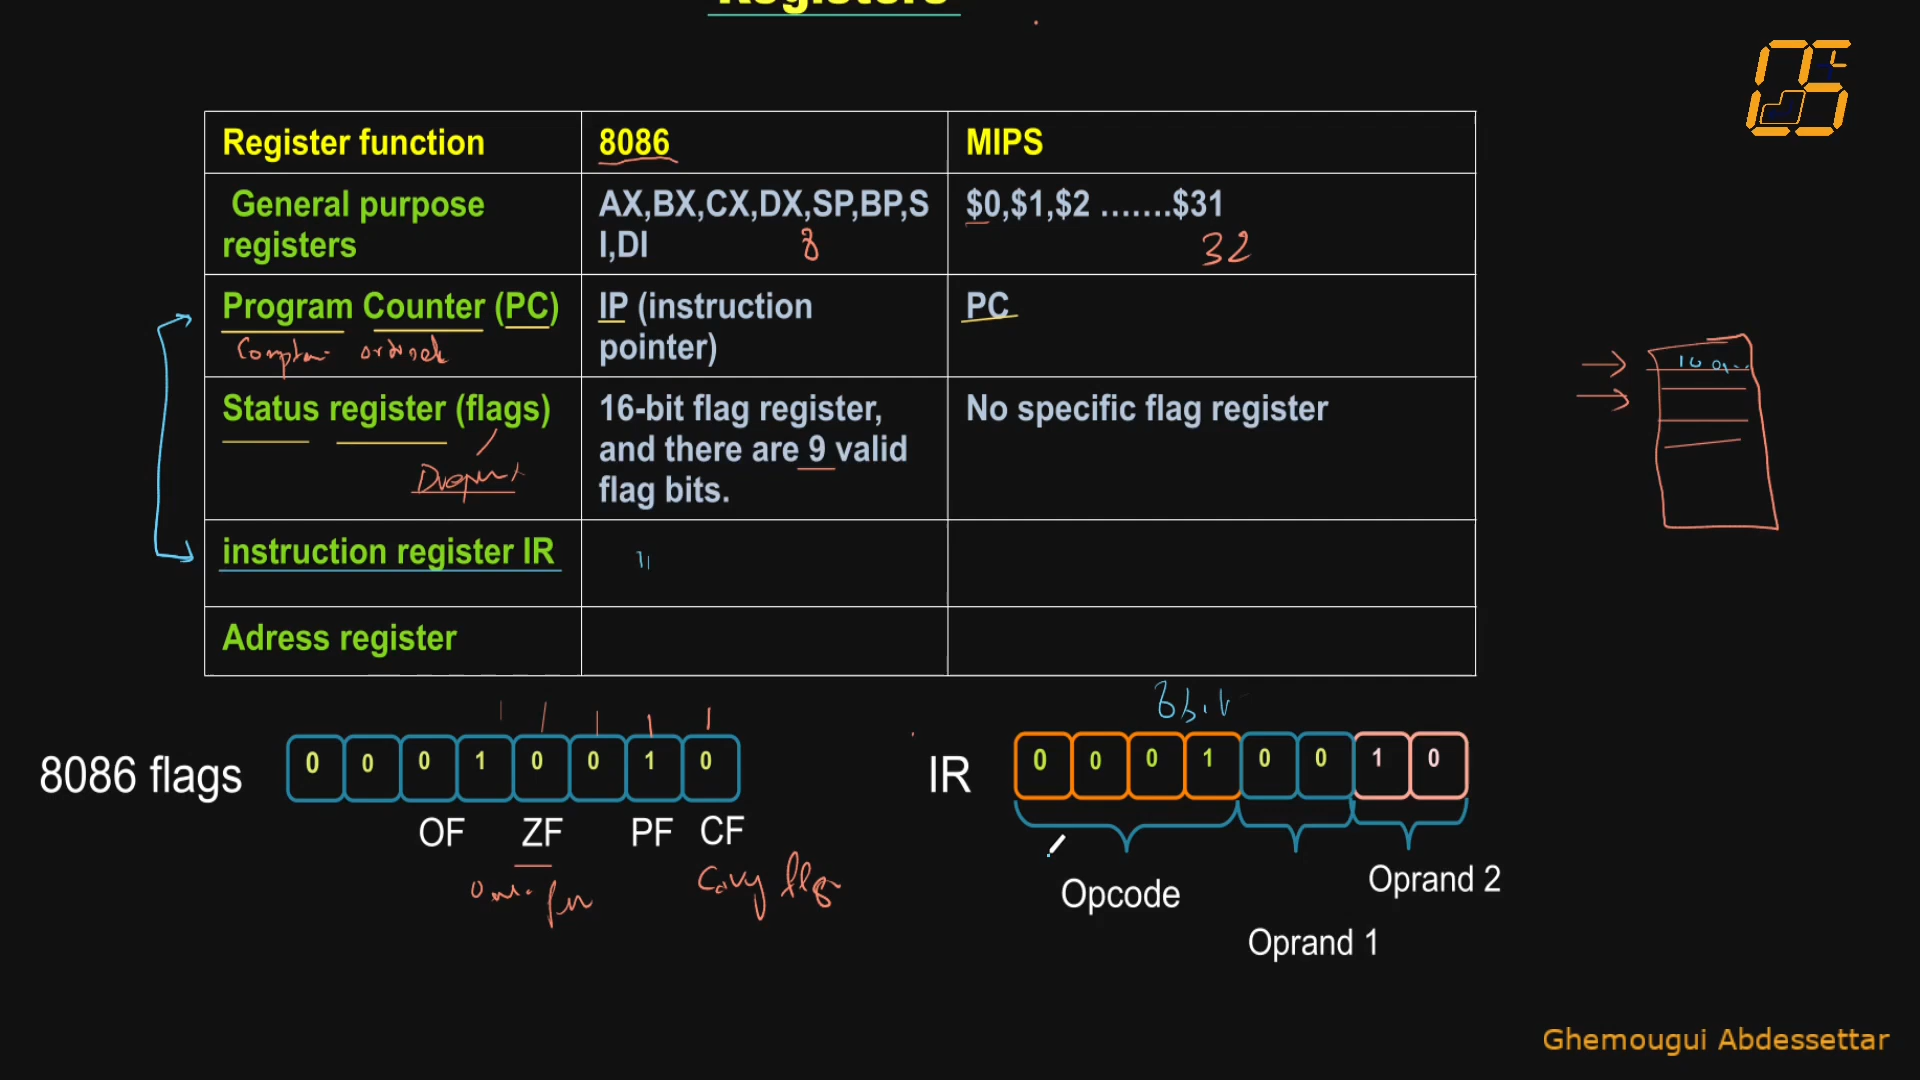 Registers
Register function 8086 MIPS
General purpose registers AX,BX,CX,DX,SP,BP,S
I,DI 8 $0,$1,$2 .......$31
32
Program Counter (PC) IP (instruction
pointer) PC
Status register (flags) 16-bit flag register,
and there are 9 valid
flag bits. No specific flag register
instruction register IR
Adress register
8086 flags 0 0 0 1 0 0 1 0
OF ZF PF CF
IR 0 0 0 1 0 0 1 0
Opcode
Oprand 1
Oprand 2
Ghemougui Abdessettar